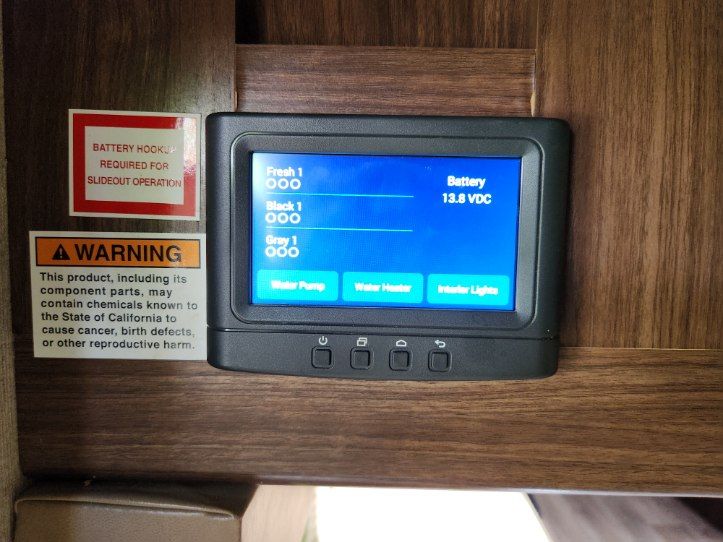 BATTERY HOOKUP
REQUIRED FOR
SLIDEOUT OPERATION
WARNING
This product, including its
component parts, may
contain chemicals known to
the State of California to
cause cancer, birth defects,
or other reproductive harm.
Fresh 1
Black 1
Grey 1
Battery
13.8 VDC
Water Pump
Water Heater
Interior Lights